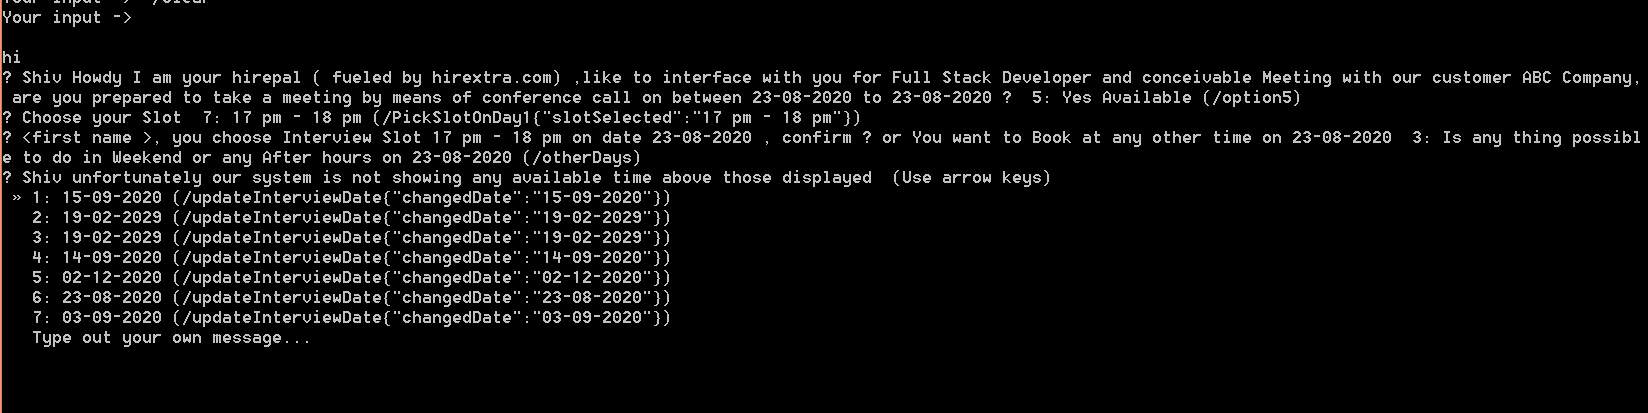 Your input ->
hi
? Shiv Howdy I am your hirepal ( fueled by hirextra.com) ,like to interface with you for Full Stack Developer and conceivable Meeting with our customer ABC Company,
are you prepared to take a meeting by means of conference call on between 23-08-2020 to 23-08-2020 ?  5: Yes Available (/option5)
? Choose your Slot  7: 17 pm - 18 pm (/PickSlotOnDay1{"slotSelected":"17 pm - 18 pm"})
? <first name >, you choose Interview Slot 17 pm - 18 pm on date 23-08-2020 , confirm ? or You want to Book at any other time on 23-08-2020  3: Is any thing possibl
e to do in Weekend or any After hours on 23-08-2020 (/otherDays)
? Shiv unfortunately our system is not showing any available time above those displayed  (Use arrow keys)
» 1: 15-09-2020 (/updateInterviewDate{"changedDate":"15-09-2020"})
2: 19-02-2029 (/updateInterviewDate{"changedDate":"19-02-2029"})
3: 19-02-2029 (/updateInterviewDate{"changedDate":"19-02-2029"})
4: 14-09-2020 (/updateInterviewDate{"changedDate":"14-09-2020"})
5: 02-12-2020 (/updateInterviewDate{"changedDate":"02-12-2020"})
6: 23-08-2020 (/updateInterviewDate{"changedDate":"23-08-2020"})
7: 03-09-2020 (/updateInterviewDate{"changedDate":"03-09-2020"})
Type out your own message...